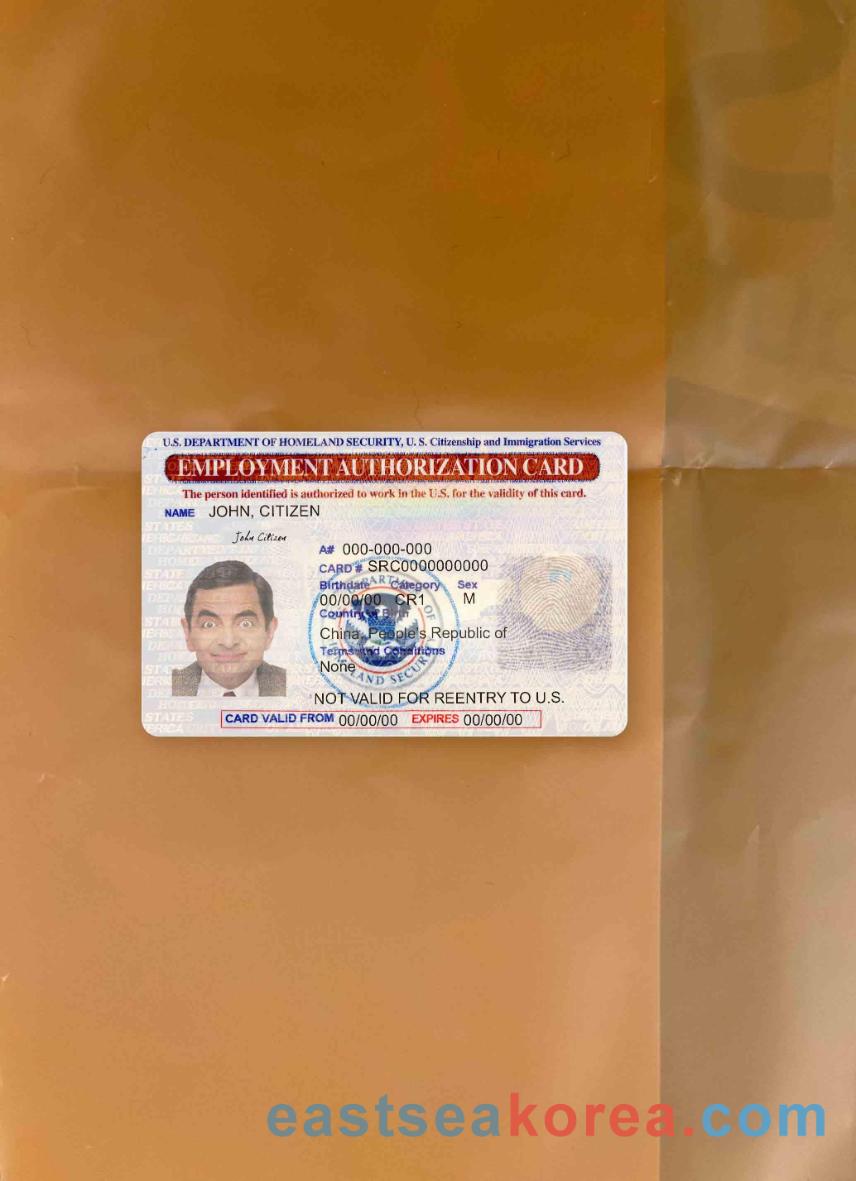 U.S. DEPARTMENT OF HOMELAND SECURITY, U. S. Citizenship and Immigration Services
EMPLOYMENT AUTHORIZATION CARD
The person identified is authorized to work in the U.S. for the validity of this card.
NAME JOHN, CITIZEN
John Citizen
A# 000-000-000
CARD # SRC0000000000
Birthdate Category Sex
00/00/00 CR1 M
Country of Birth
China, People's Republic of
Terms and Conditions
None
NOT VALID FOR REENTRY TO U.S.
CARD VALID FROM 00/00/00 EXPIRES 00/00/00
eastseakorea.com